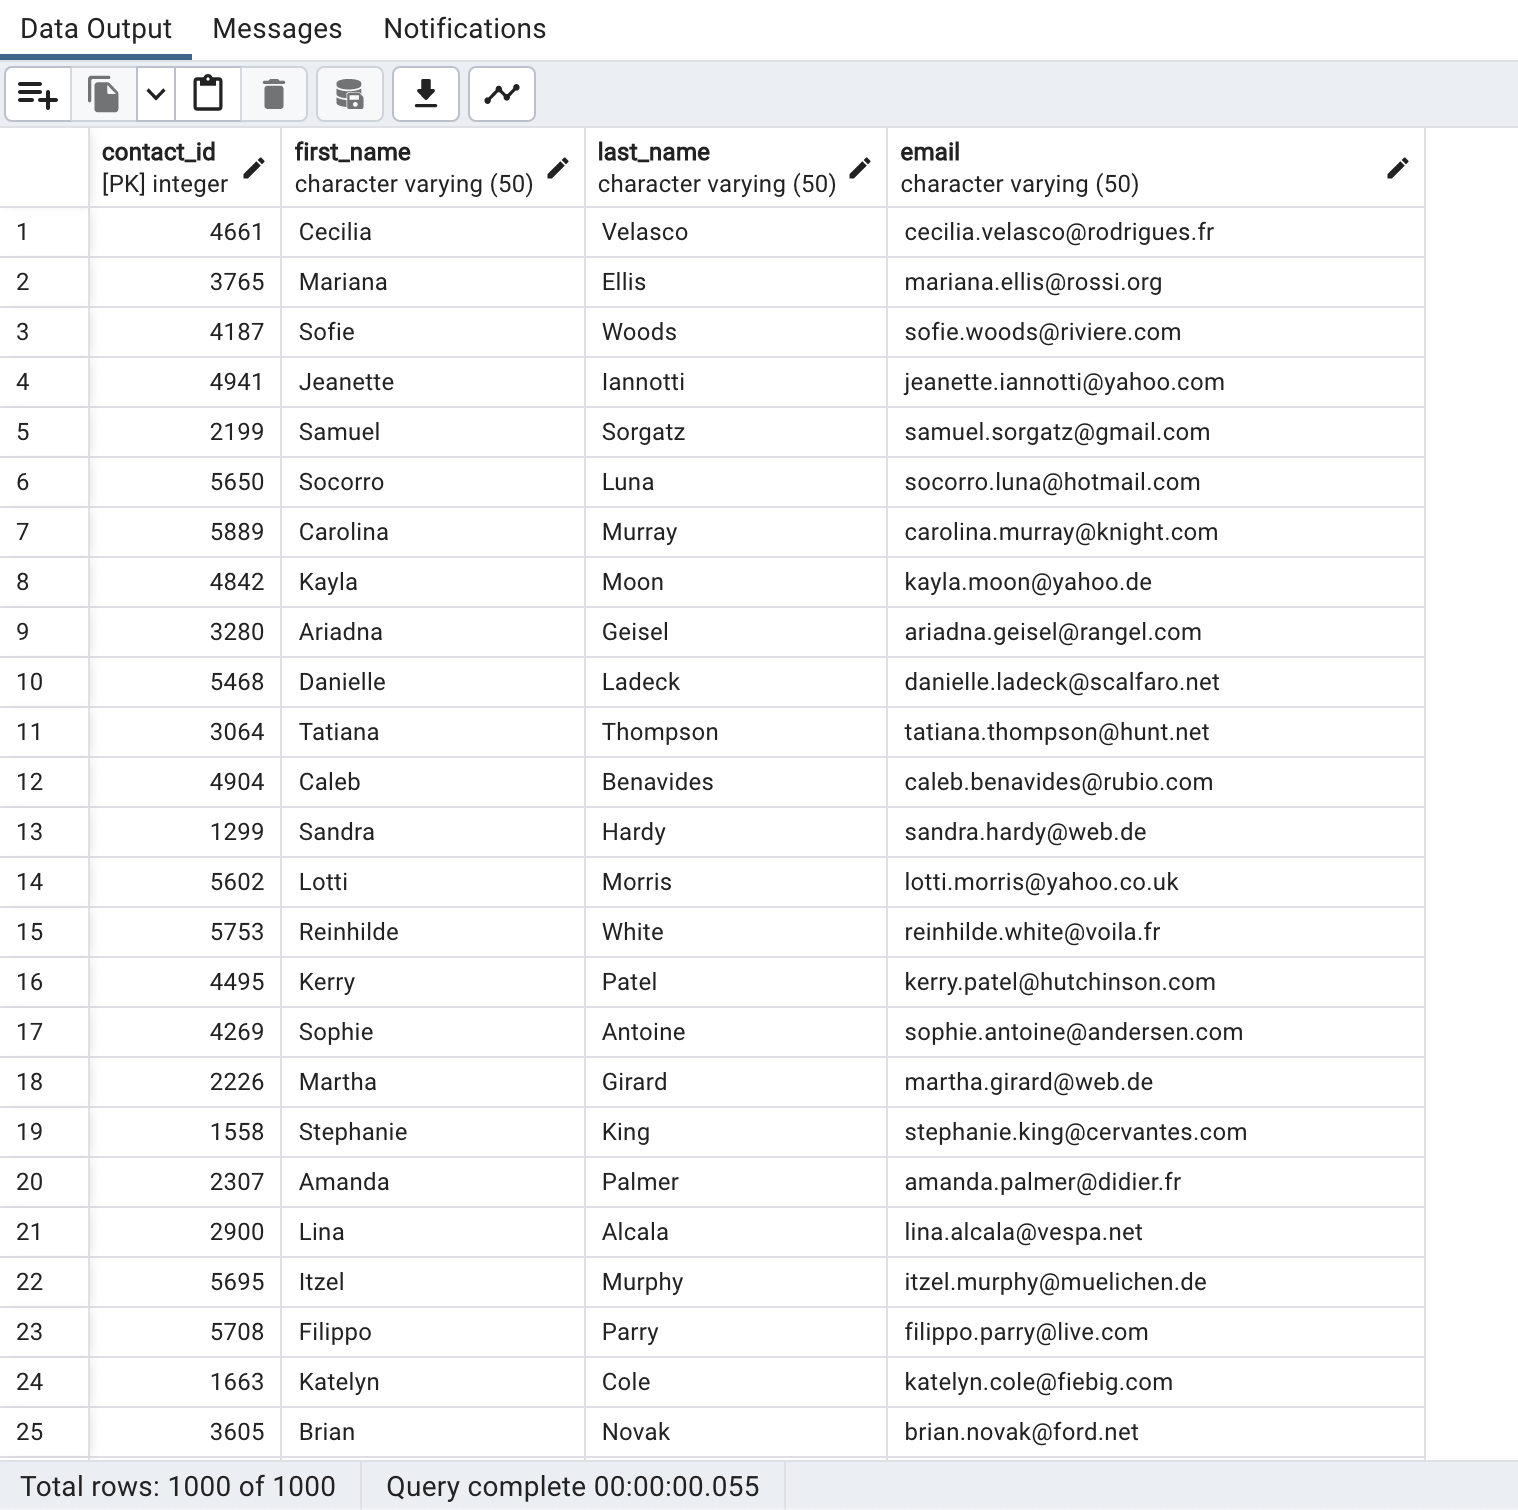 Data Output Messages Notifications
contact_id first_name last_name email
[PK] integer character varying (50) character varying (50) character varying (50)
1 4661 Cecilia Velasco cecilia.velasco@rodrigues.fr
2 3765 Mariana Ellis mariana.ellis@rossi.org
3 4187 Sofie Woods sofie.woods@riviere.com
4 4941 Jeanette Iannotti jeanette.iannotti@yahoo.com
5 2199 Samuel Sorgatz samuel.sorgatz@gmail.com
6 5650 Socorro Luna socorro.luna@hotmail.com
7 5889 Carolina Murray carolina.murray@knight.com
8 4842 Kayla Moon kayla.moon@yahoo.de
9 3280 Ariadna Geisel ariadna.geisel@rangel.com
10 5468 Danielle Ladeck danielle.ladeck@scalfaro.net
11 3064 Tatiana Thompson tatiana.thompson@hunt.net
12 4904 Caleb Benavides caleb.benavides@rubio.com
13 1299 Sandra Hardy sandra.hardy@web.de
14 5602 Lotti Morris lotti.morris@yahoo.co.uk
15 5753 Reinhilde White reinhilde.white@voila.fr
16 4495 Kerry Patel kerry.patel@hutchinson.com
17 4269 Sophie Antoine sophie.antoine@andersen.com
18 2226 Martha Girard martha.girard@web.de
19 1558 Stephanie King stephanie.king@cervantes.com
20 2307 Amanda Palmer amanda.palmer@didier.fr
21 2900 Lina Alcala lina.alcala@vespa.net
22 5695 Itzel Murphy itzel.murphy@muelichen.de
23 5708 Filippo Parry filippo.parry@live.com
24 1663 Katelyn Cole katelyn.cole@fiebig.com
25 3605 Brian Novak brian.novak@ford.net
Total rows: 1000 of 1000 Query complete 00:00:00.055